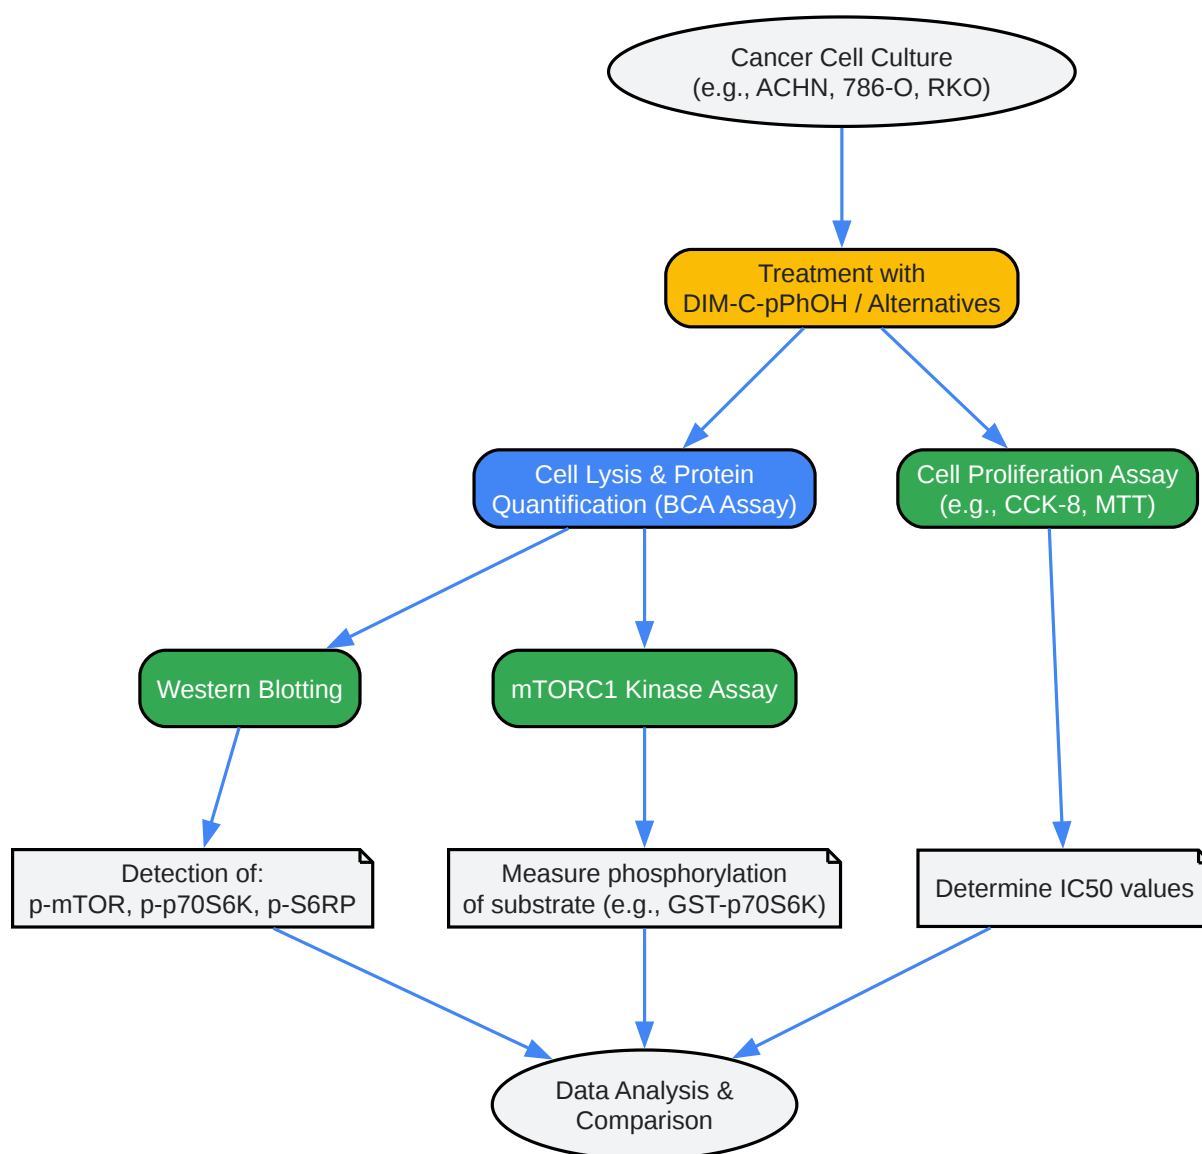 Cancer Cell Culture
(e.g., ACHN, 786-O, RKO)
Treatment with
DIM-C-pPhOH / Alternatives
Cell Lysis & Protein
Quantification (BCA Assay)
Cell Proliferation Assay
(e.g., CCK-8, MTT)
Western Blotting
mTORC1 Kinase Assay
Detection of:
p-mTOR, p-p70S6K, p-S6RP
Measure phosphorylation
of substrate (e.g., GST-p70S6K)
Determine IC50 values
Data Analysis &
Comparison